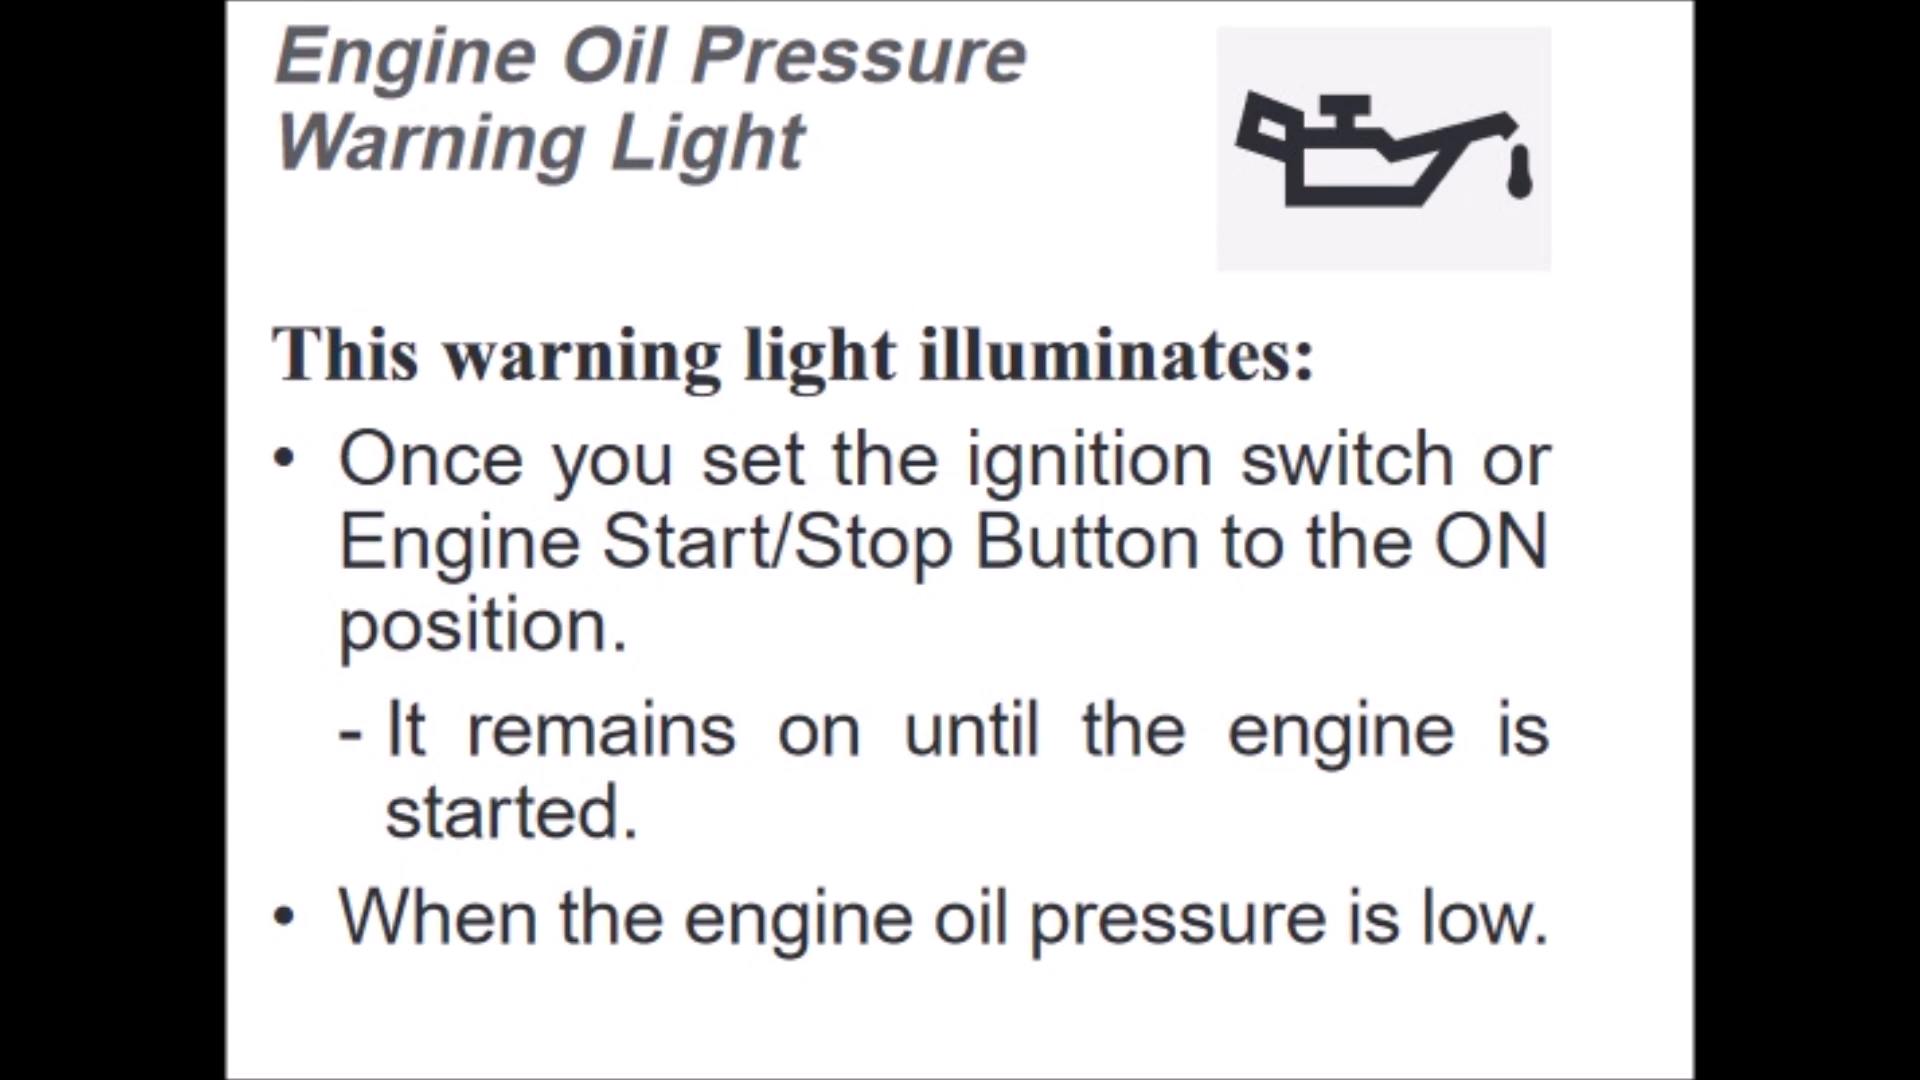 Engine Oil Pressure
Warning Light
This warning light illuminates:
• Once you set the ignition switch or
Engine Start/Stop Button to the ON
position.
- It remains on until the engine is
started.
• When the engine oil pressure is low.